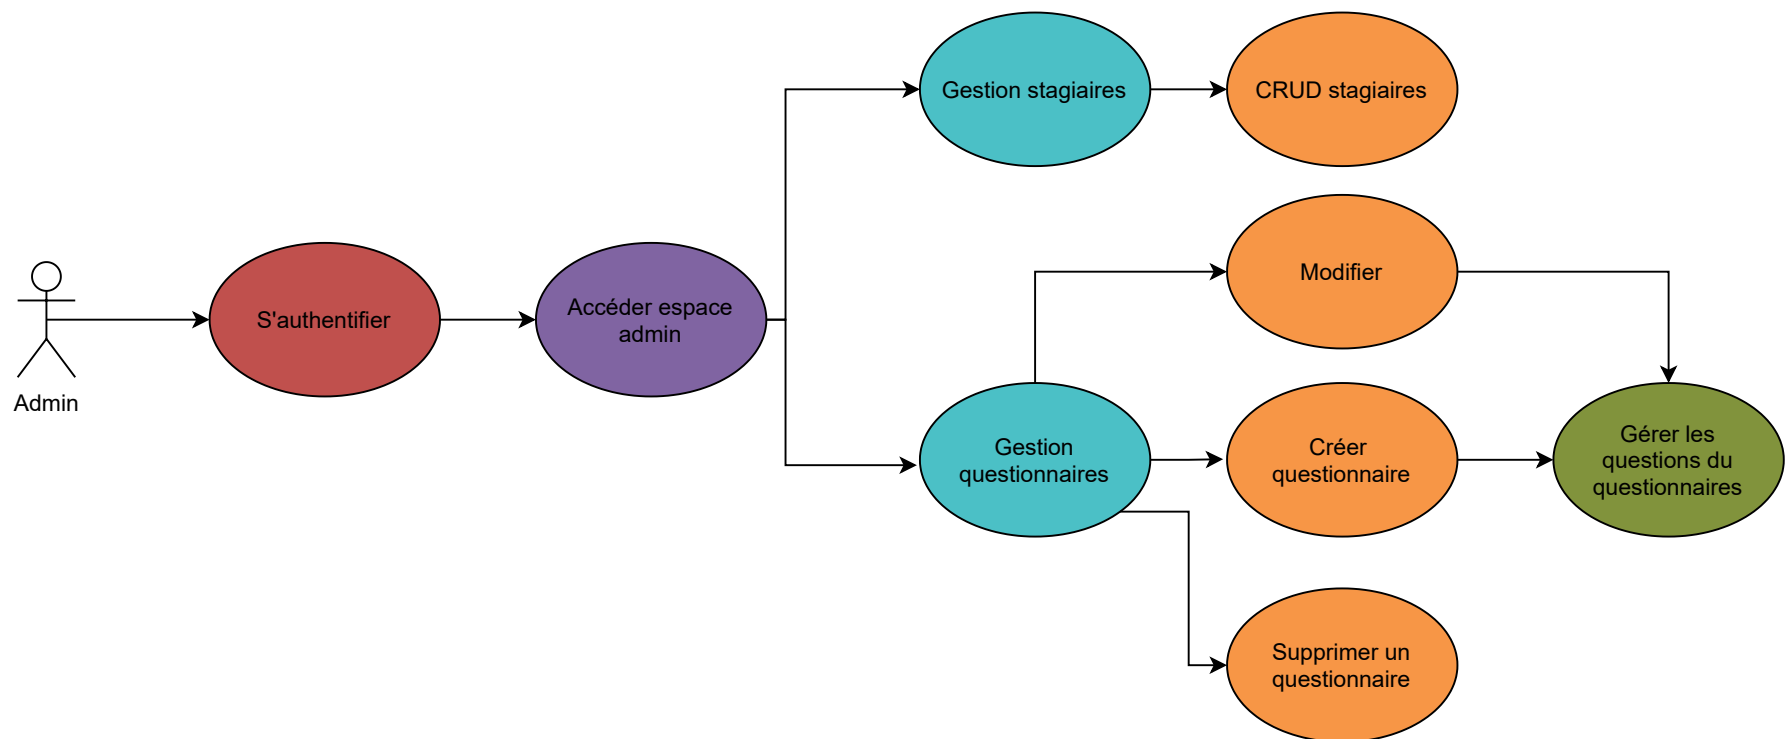 Gestion stagiaires
CRUD stagiaires
Modifier
S'authentifier
Accéder espace
admin
Admin
Gestion
questionnaires
Créer
questionnaire
Gérer les
questions du
questionnaires
Supprimer un
questionnaire